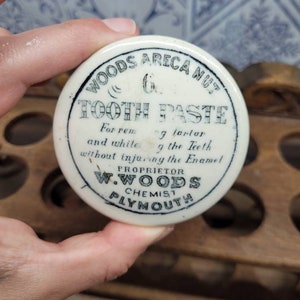 WOODS ARECA NUT
6
TOOTH PASTE
For removing tartar
and whitening the Teeth
without injuring the Enamel
PROPRIETOR
W. WOODS
CHEMIST
PLYMOUTH